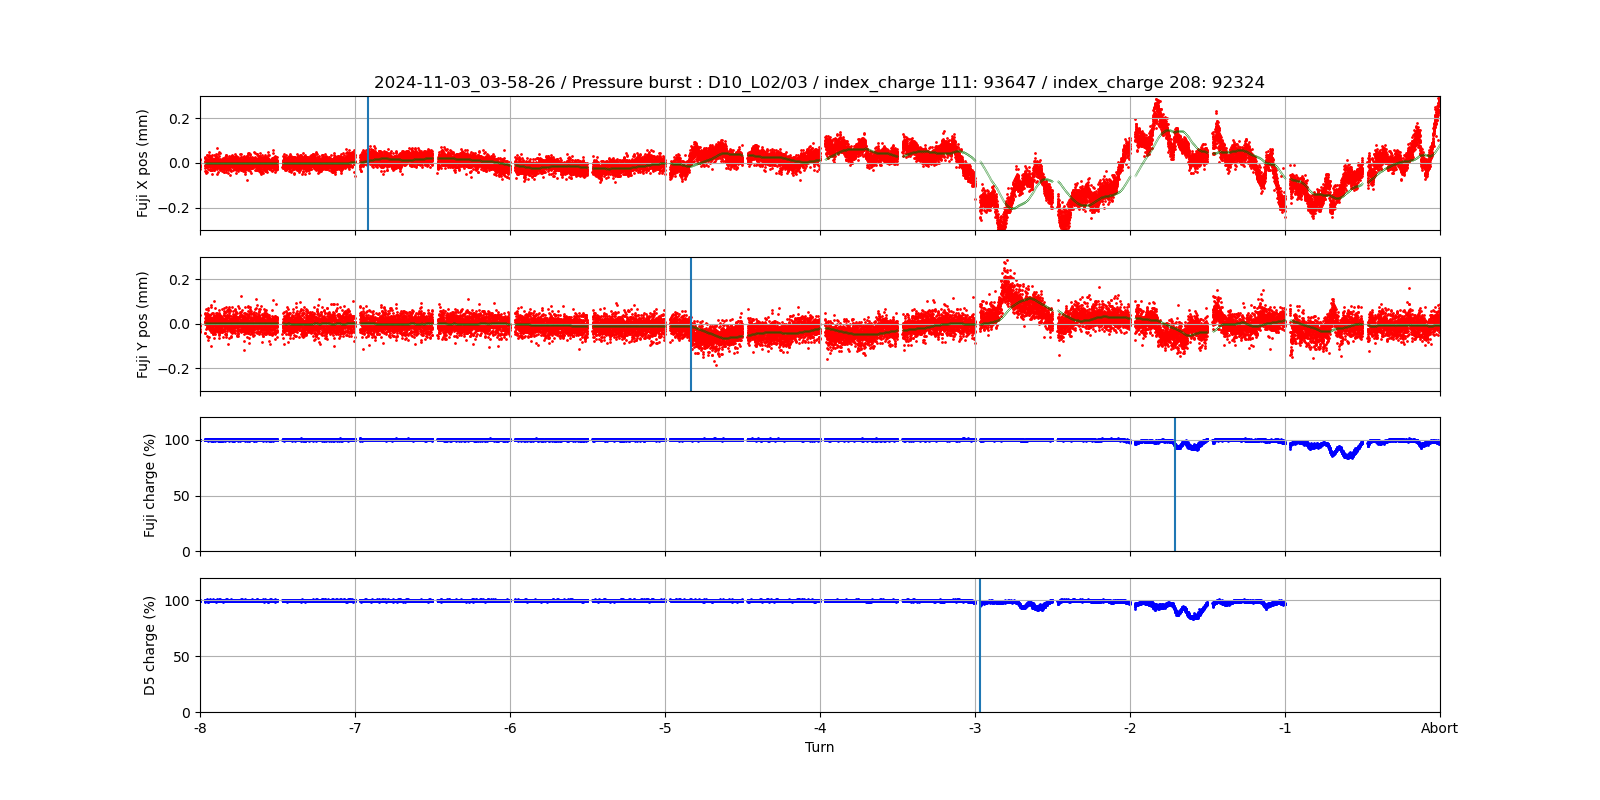 2024-11-03_03-58-26 / Pressure burst : D10_L02/03 / index_charge 111: 93647 / index_charge 208: 92324
Fuji X pos (mm)
0.2
0.0
−0.2
Fuji Y pos (mm)
0.2
0.0
−0.2
Fuji charge (%)
100
50
0
D5 charge (%)
100
50
0
-8 -7 -6 -5 -4 -3 -2 -1 Abort
Turn